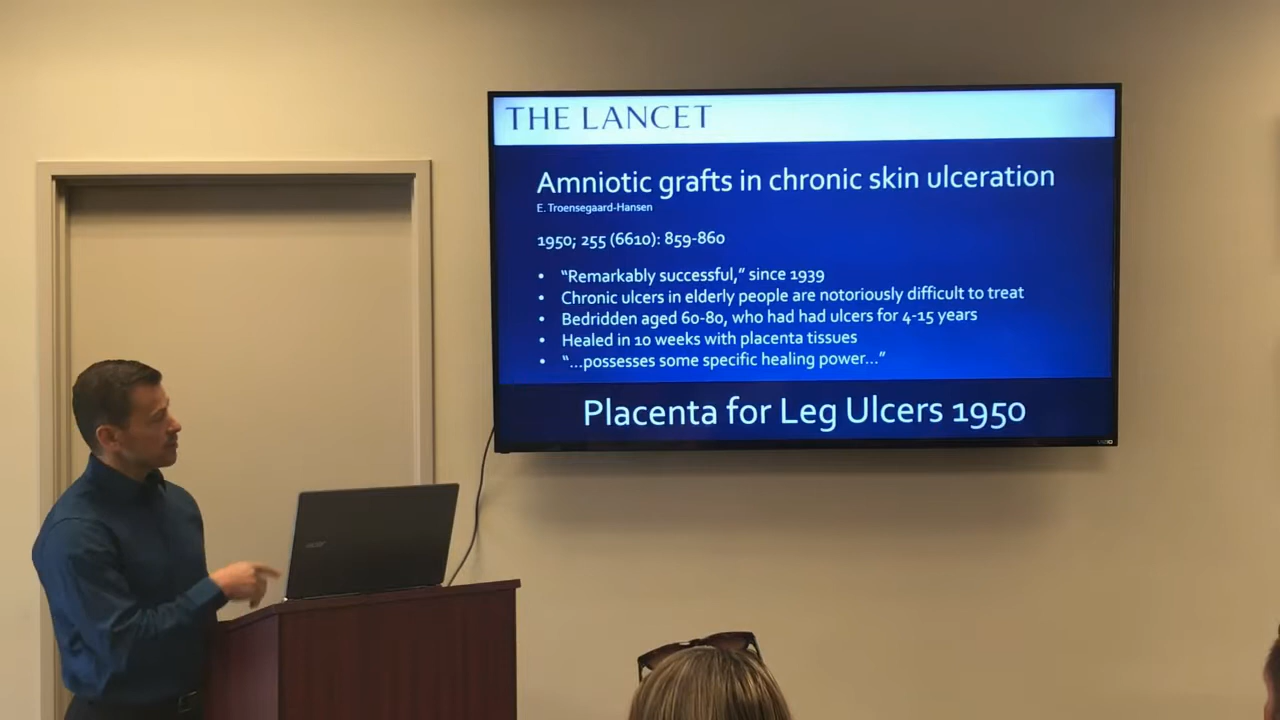 THE LANCET
Amniotic grafts in chronic skin ulceration
E. Troensegaard-Hansen
1950; 255 (6610): 859-860
• “Remarkably successful,” since 1939
• Chronic ulcers in elderly people are notoriously difficult to treat
• Bedridden aged 60-80, who had had ulcers for 4-15 years
• Healed in 10 weeks with placenta tissues
• “...possesses some specific healing power...”
Placenta for Leg Ulcers 1950
VIZIO
acer